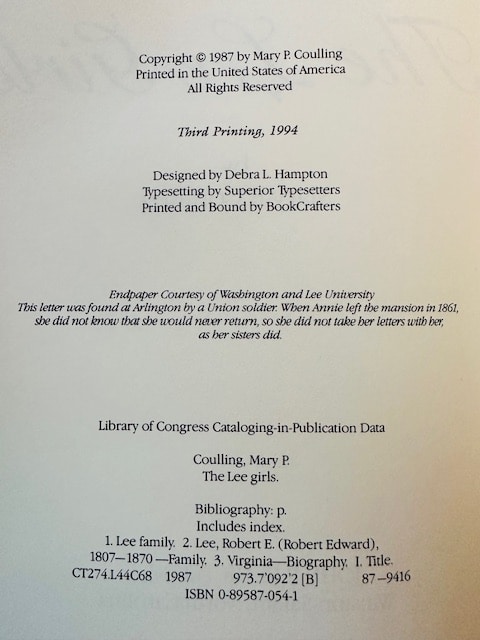 Copyright © 1987 by Mary P. Coulling
Printed in the United States of America
All Rights Reserved
Third Printing, 1994
Designed by Debra L. Hampton
Typesetting by Superior Typesetters
Printed and Bound by BookCrafters
Endpaper Courtesy of Washington and Lee University
This letter was found at Arlington by a Union soldier. When Annie left the mansion in 1861,
she did not know that she would never return, so she did not take her letters with her,
as her sisters did.
Library of Congress Cataloging-in-Publication Data
Coulling, Mary P.
The Lee girls.
Bibliography: p.
Includes index.
1. Lee family. 2. Lee, Robert E. (Robert Edward),
1807—1870 —Family. 3. Virginia—Biography. I. Title.
CT274.L44C68 1987 973.7'092'2 [B] 87–9416
ISBN 0-89587-054-1